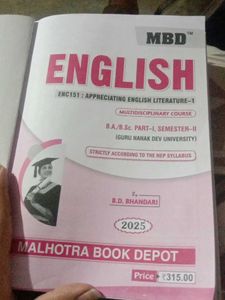 MBD™
ENGLISH
ENC151 : APPRECIATING ENGLISH LITERATURE-1
MULTIDISCIPLINARY COURSE
B.A./B.Sc. PART-I, SEMESTER-II
(GURU NANAK DEV UNIVERSITY)
STRICTLY ACCORDING TO THE NEP SYLLABUS
By
B.D. BHANDARI
2025
MALHOTRA BOOK DEPOT
Price : ₹315.00